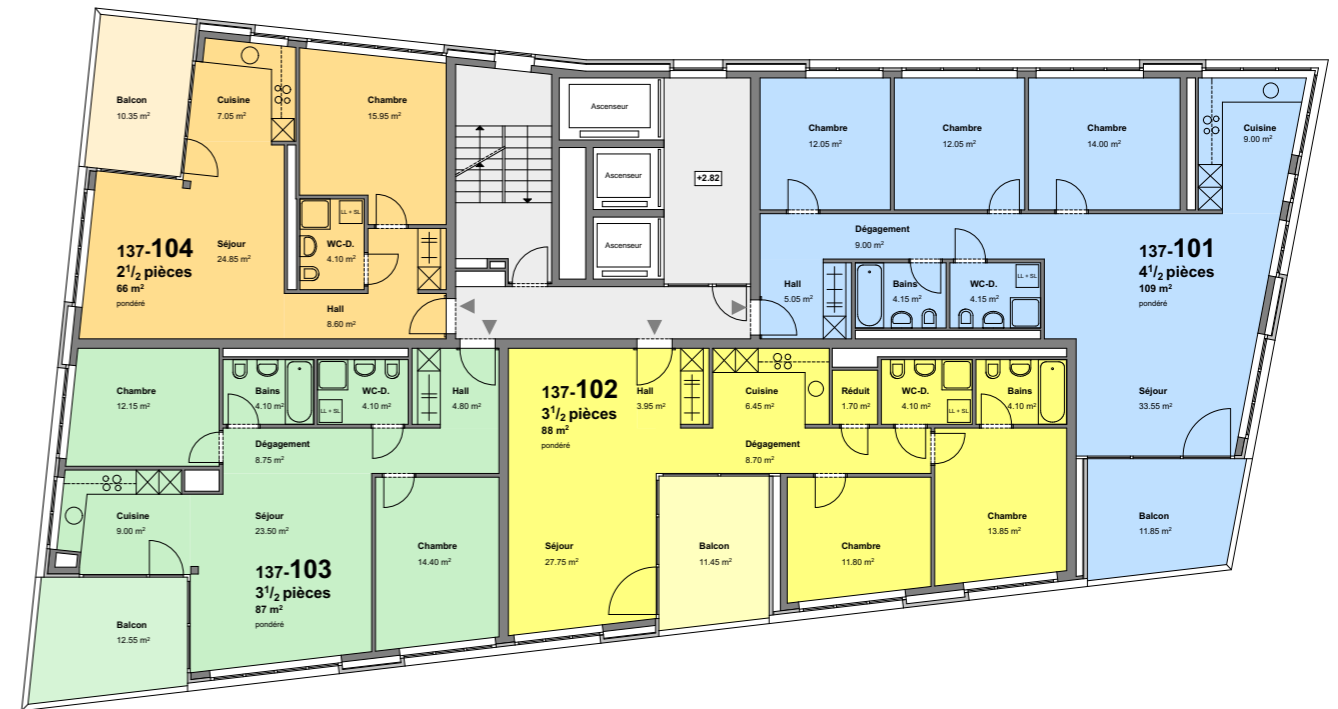 Balcon
10.35 m²
Cuisine
7.05 m²
Chambre
15.95 m²
137-104
2¹/₂ pièces
66 m²
pondéré
Séjour
24.85 m²
LL + SL
WC-D.
4.10 m²
Hall
8.60 m²
Ascenseur
Ascenseur
Ascenseur
+2.82
Chambre
12.05 m²
Chambre
12.05 m²
Chambre
14.00 m²
Cuisine
9.00 m²
Dégagement
9.00 m²
137-101
4¹/₂ pièces
109 m²
pondéré
Hall
5.05 m²
Bains
4.15 m²
WC-D.
4.15 m²
LL + SL
Séjour
33.55 m²
Balcon
11.85 m²
Chambre
12.15 m²
Bains
4.10 m²
WC-D.
4.10 m²
LL + SL
Hall
4.80 m²
Dégagement
8.75 m²
Cuisine
9.00 m²
Séjour
23.50 m²
137-103
3¹/₂ pièces
87 m²
pondéré
Chambre
14.40 m²
Balcon
12.55 m²
137-102
3¹/₂ pièces
88 m²
pondéré
Hall
3.95 m²
Cuisine
6.45 m²
Réduit
1.70 m²
WC-D.
4.10 m²
LL + SL
Bains
4.10 m²
Dégagement
8.70 m²
Séjour
27.75 m²
Balcon
11.45 m²
Chambre
11.80 m²
Chambre
13.85 m²